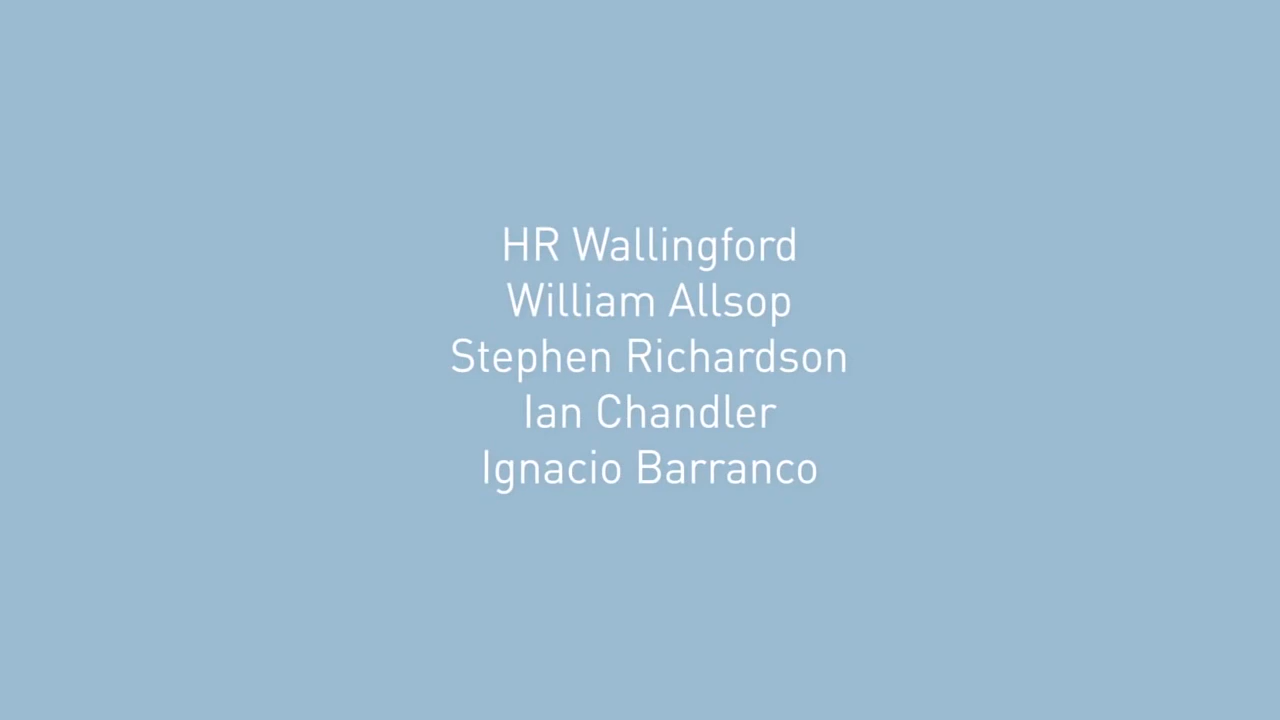 HR Wallingford
William Allsop
Stephen Richardson
Ian Chandler
Ignacio Barranco